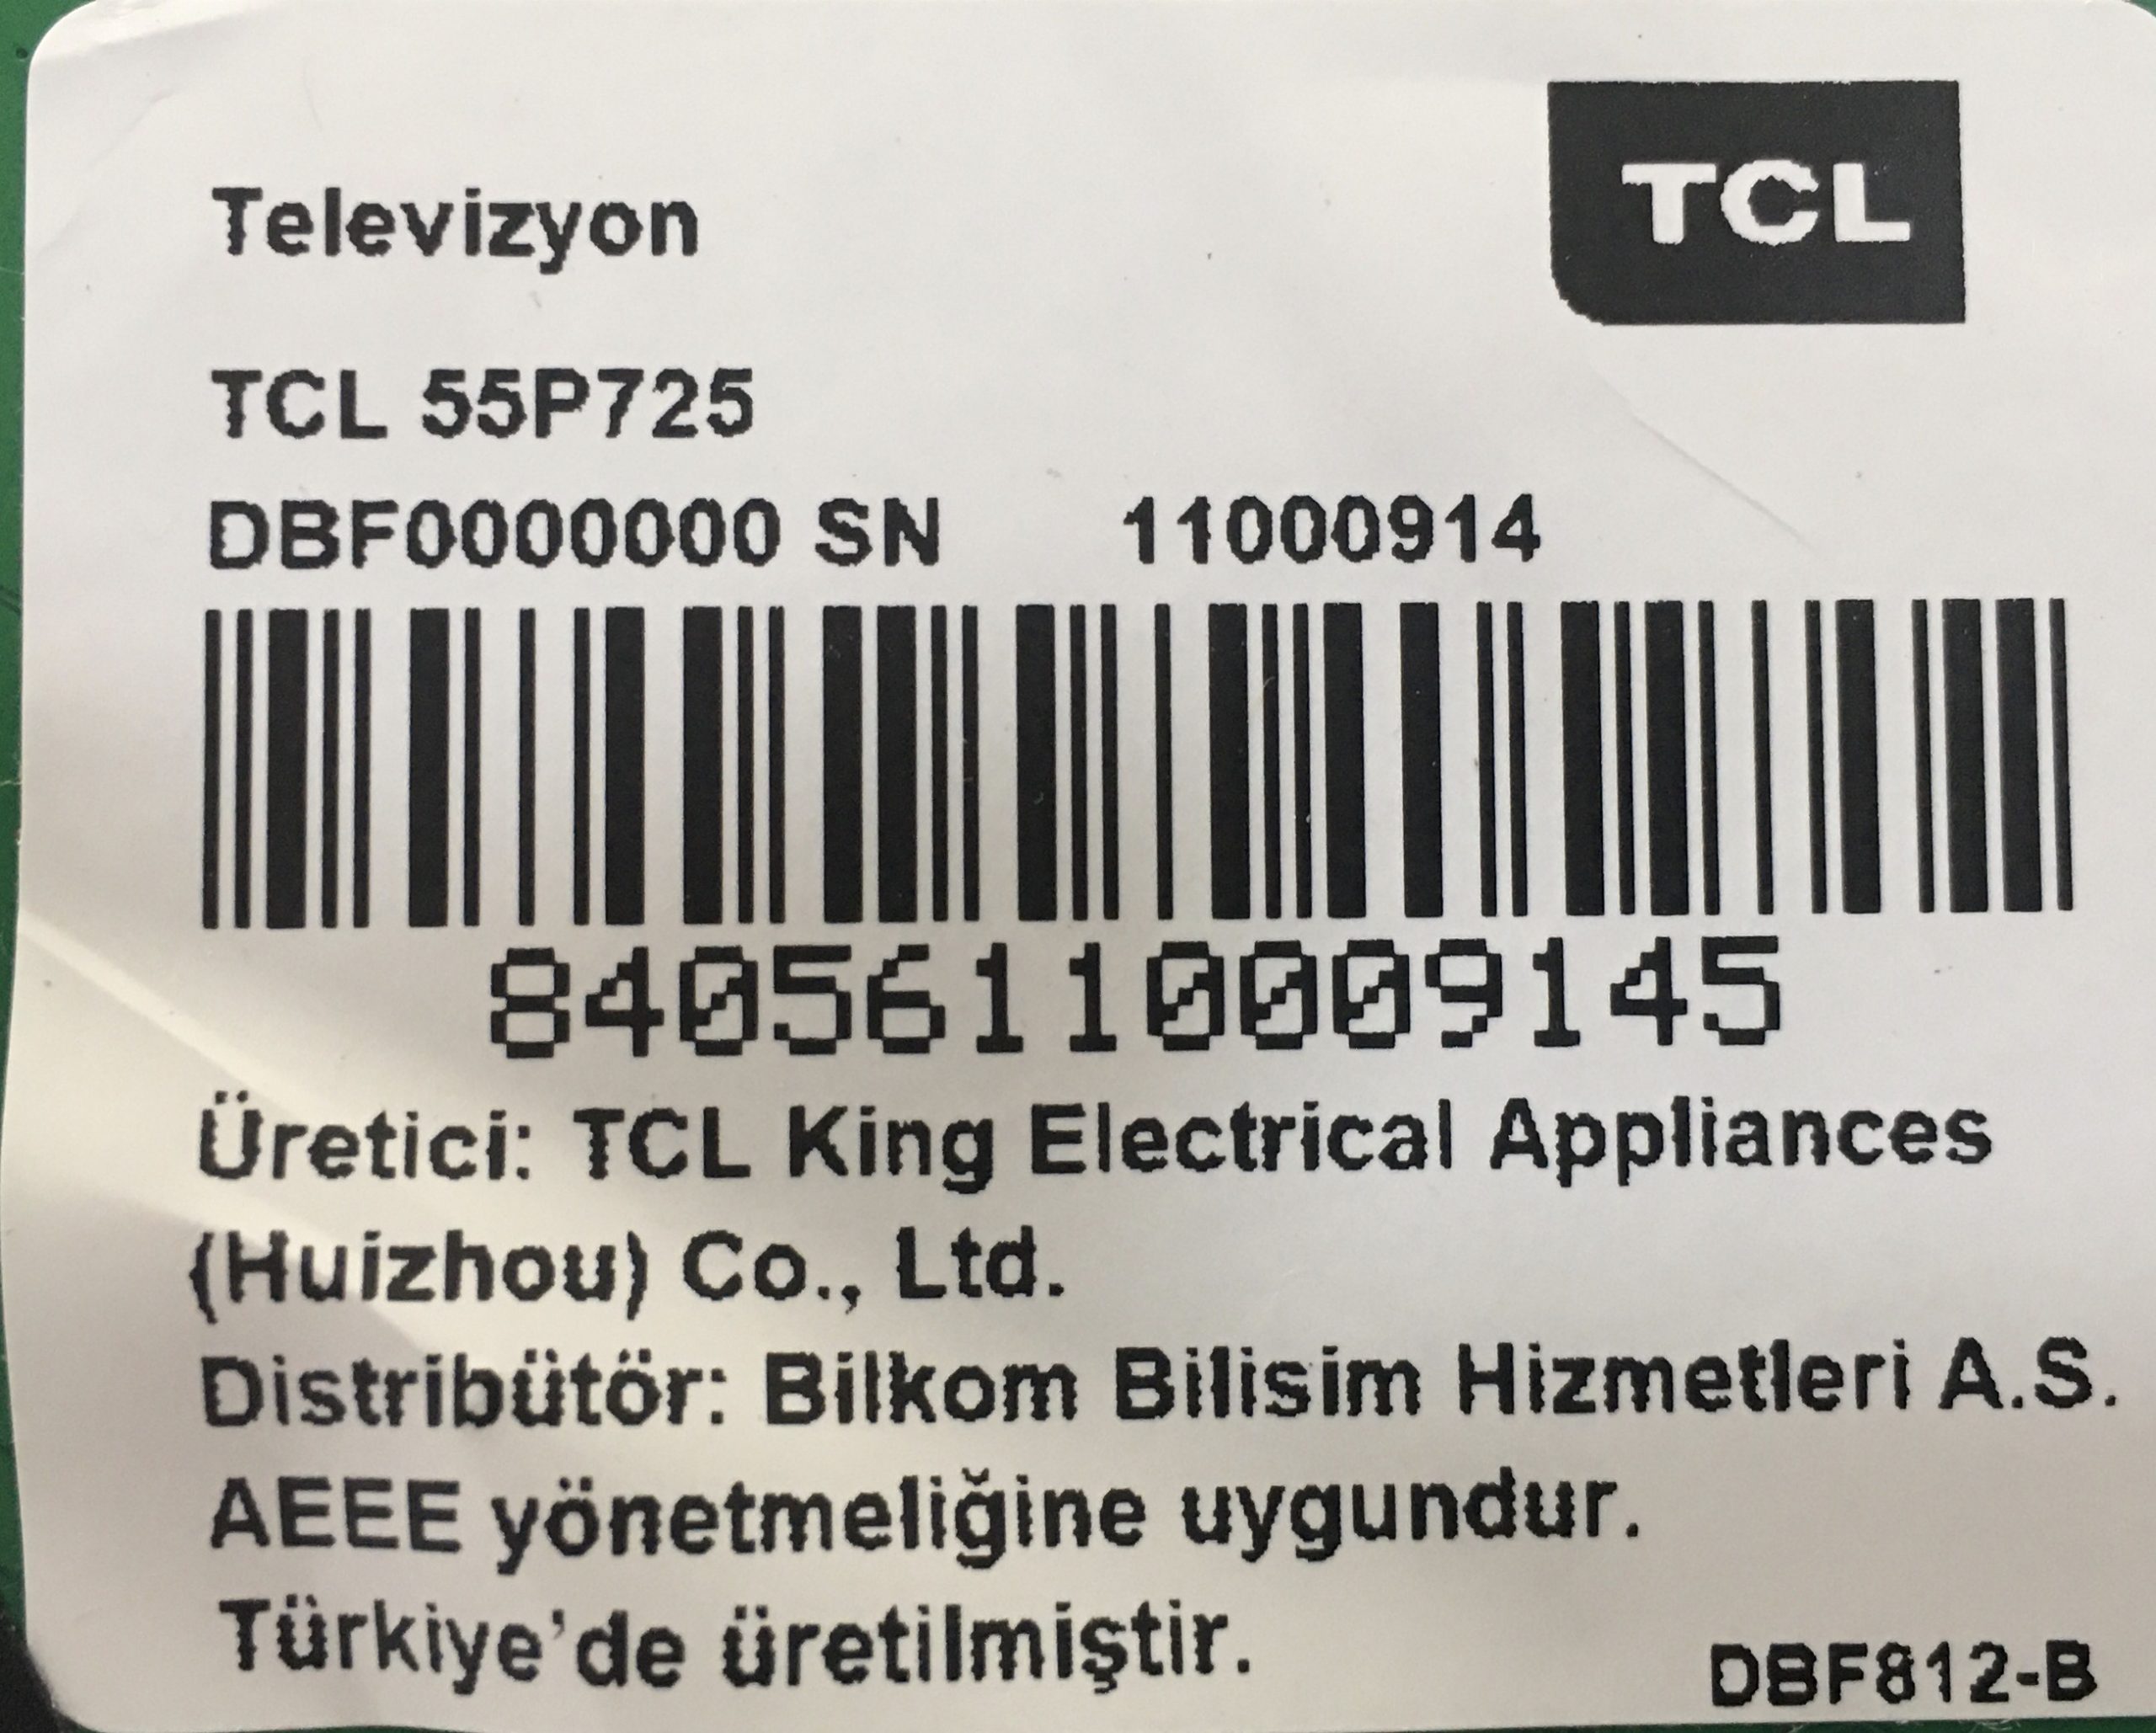 TCL
Televizyon
TCL 55P725
DBF0000000 SN 11000914
84056110009145
Üretici: TCL King Electrical Appliances
(Huizhou) Co., Ltd.
Distribütör: Bilkom Bilisim Hizmetleri A.S.
AEEE yönetmeliğine uygundur.
Türkiye'de üretilmiştir.
DBF812-B